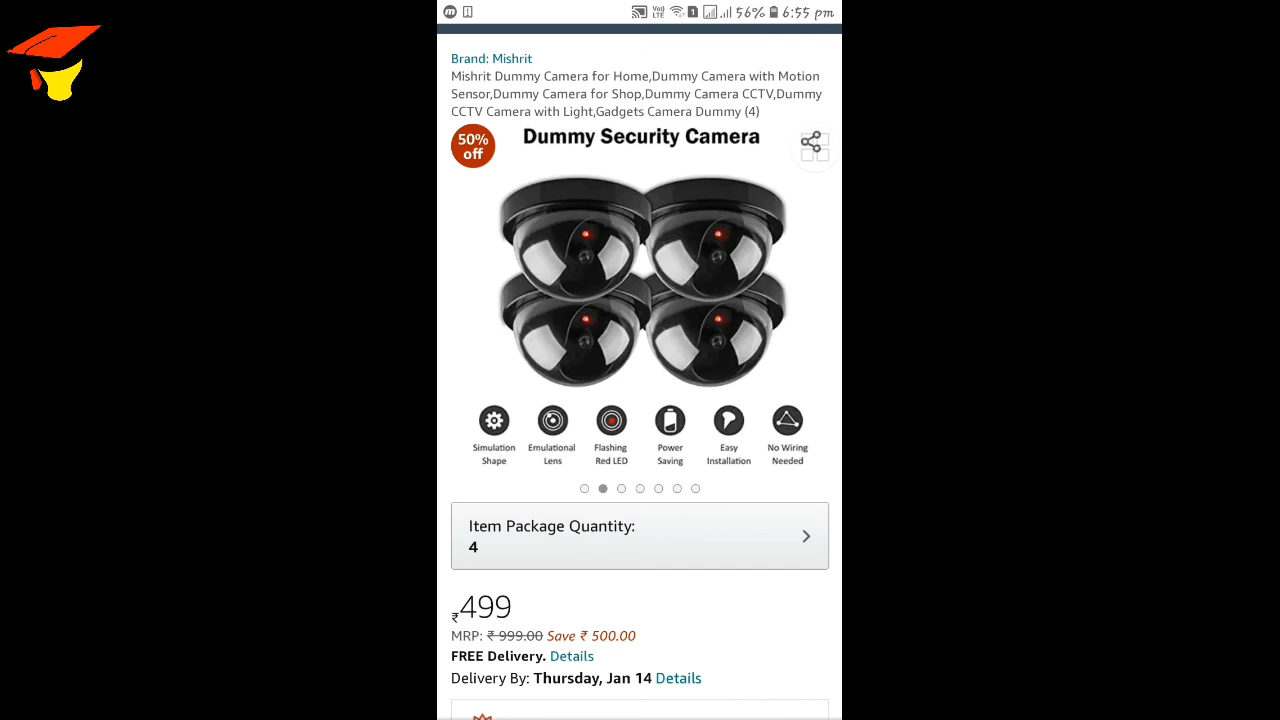 Vo))
LTE
1
56%
6:55 pm
Brand: Mishrit
Mishrit Dummy Camera for Home,Dummy Camera with Motion
Sensor,Dummy Camera for Shop,Dummy Camera CCTV,Dummy
CCTV Camera with Light,Gadgets Camera Dummy (4)
50%
off
Dummy Security Camera
Simulation
Shape
Emulational
Lens
Flashing
Red LED
Power
Saving
Easy
Installation
No Wiring
Needed
Item Package Quantity:
4
₹499
MRP: ₹ 999.00 Save ₹ 500.00
FREE Delivery. Details
Delivery By: Thursday, Jan 14 Details